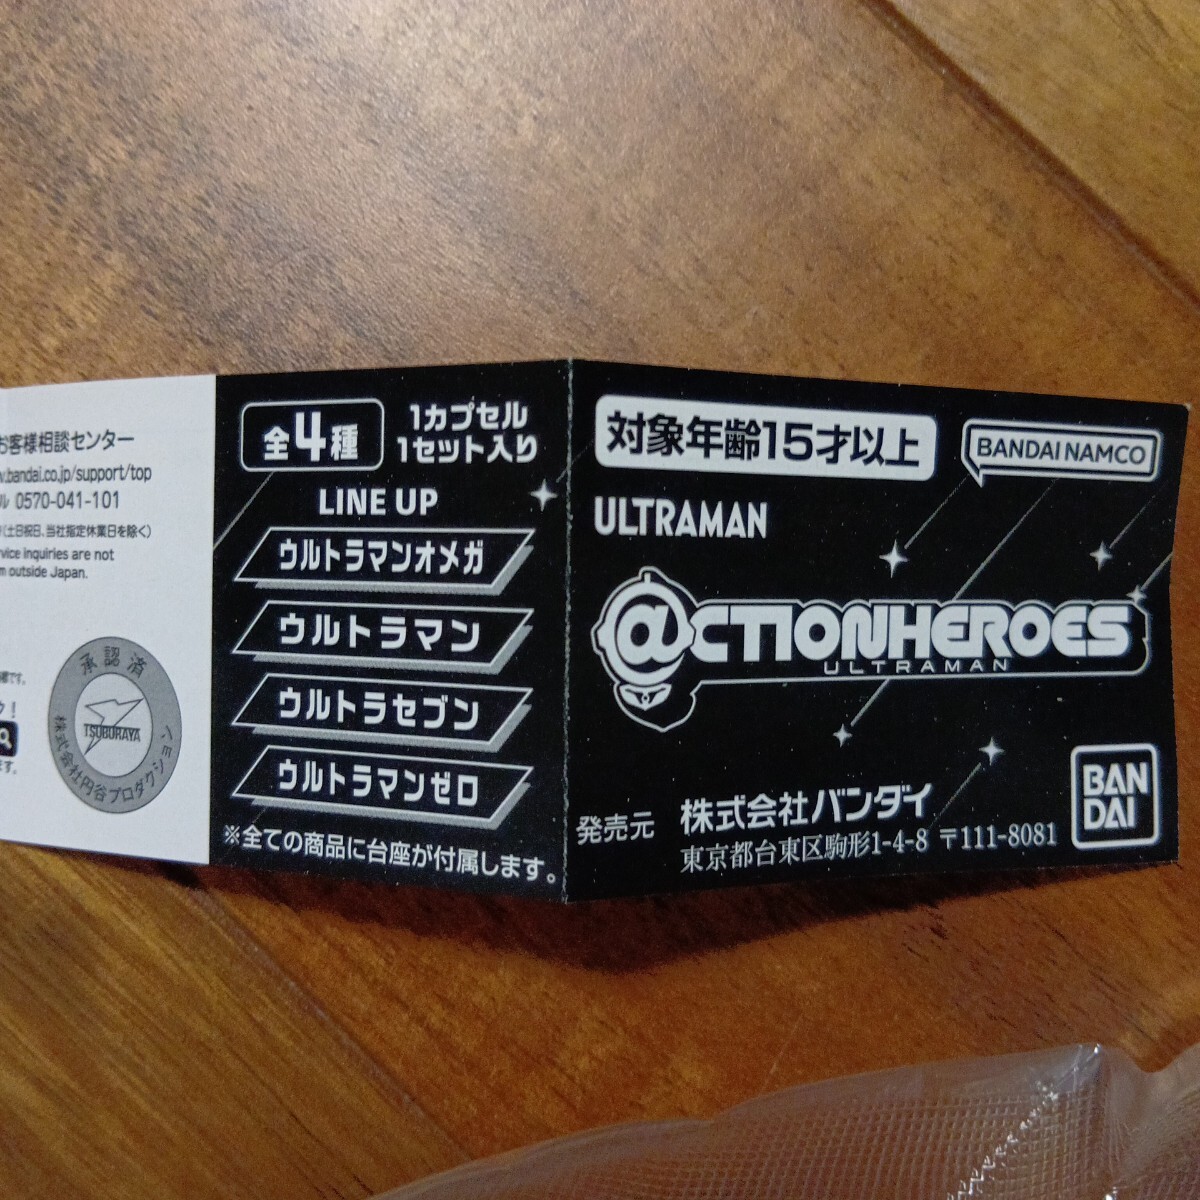 お客様相談センター
w.bandai.co.jp/support/top
ル 0570-041-101
(土日祝日、当社指定休業日を除く)
rvice inquiries are not
m outside Japan.
承認済
TSUBURAYA
株式会社円谷プロダクション
全4種
1カプセル
1セット入り
LINE UP
ウルトラマンオメガ
ウルトラマン
ウルトラセブン
ウルトラマンゼロ
※全ての商品に台座が付属します。
対象年齢15才以上
BANDAI NAMCO
ULTRAMAN
@CTIONHEROES
ULTRAMAN
発売元 株式会社バンダイ
東京都台東区駒形1-4-8 〒111-8081
BAN
DAI